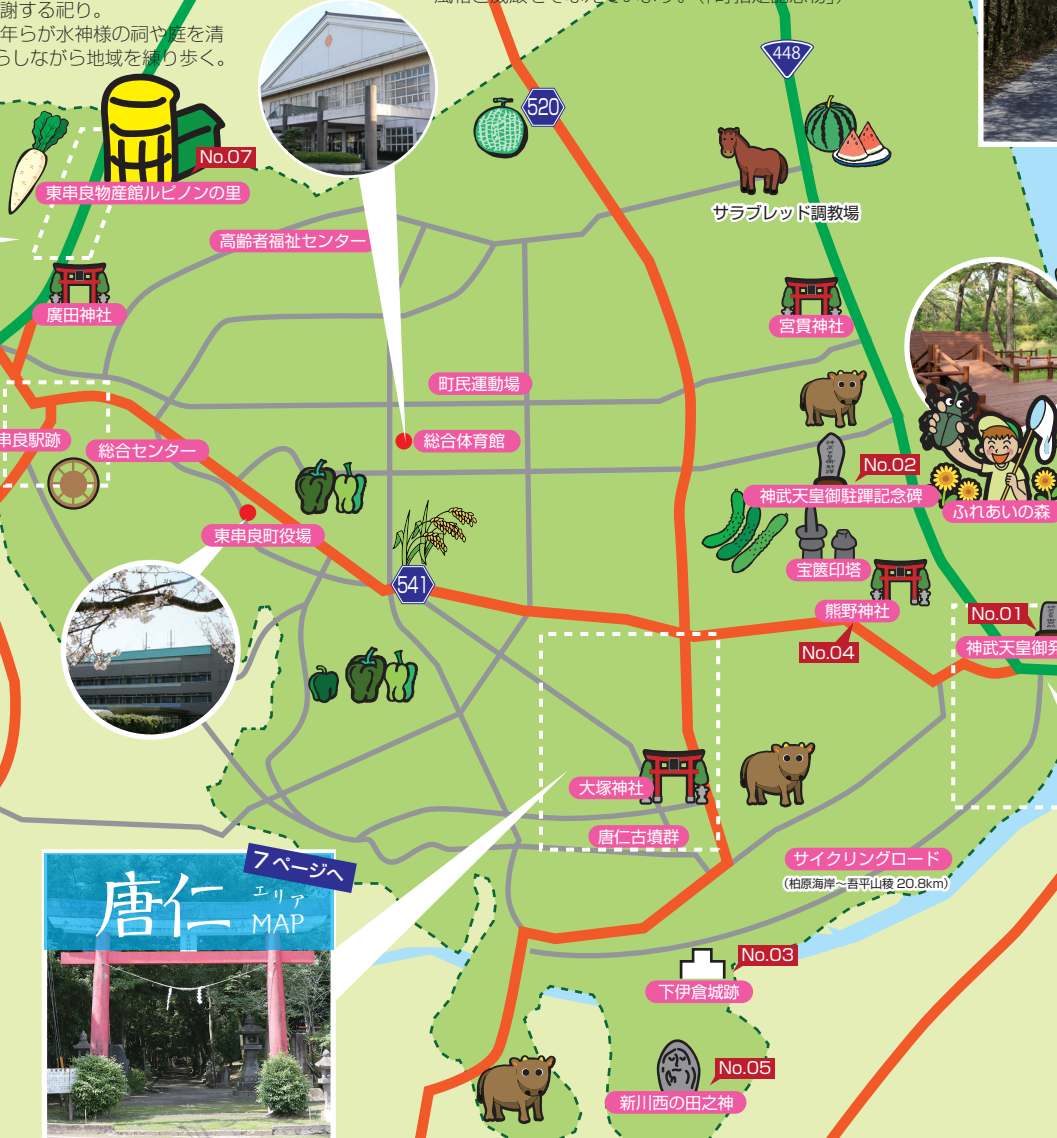 謝する祀り。
年らが水神様の祠や庭を清
らしながら地域を練り歩く。
448
520
No.07
東串良物産館ルピノンの里
サラブレッド調教場
高齢者福祉センター
廣田神社
宮貫神社
町民運動場
串良駅跡
総合センター
総合体育館
No.02
神武天皇御駐蹕記念碑
ふれあいの森
東串良町役場
宝篋印塔
541
熊野神社
No.01
No.04
神武天皇御発
大塚神社
唐仁古墳群
サイクリングロード
(柏原海岸〜吾平山稜 20.8km)
7ページへ
唐仁
エリア
MAP
No.03
下伊倉城跡
No.05
新川西の田之神